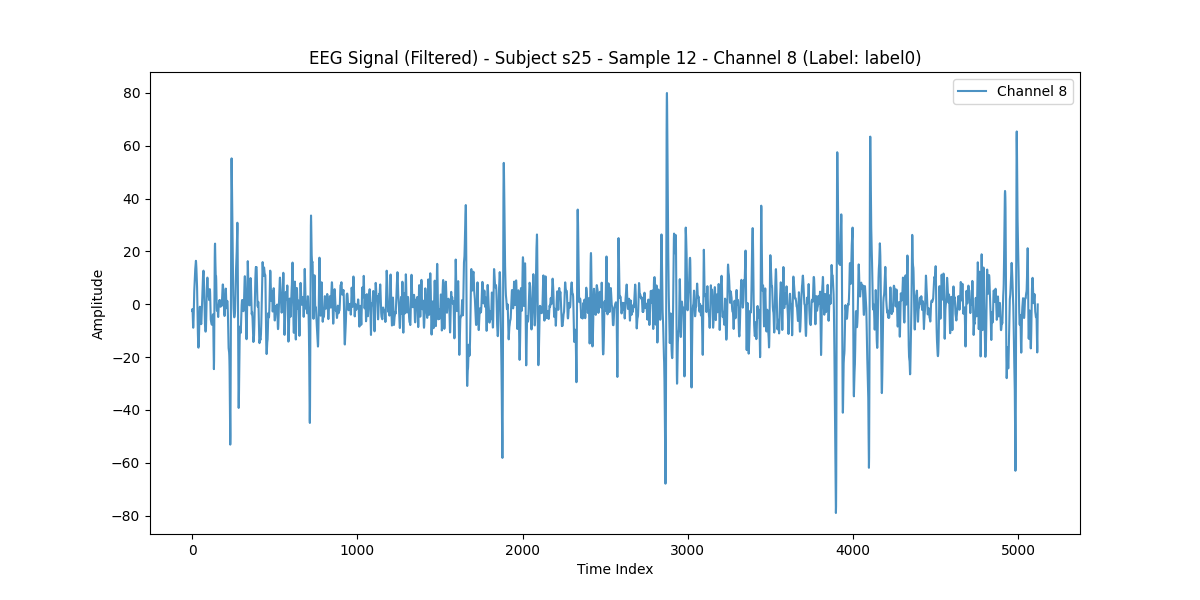 EEG Signal (Filtered) - Subject s25 - Sample 12 - Channel 8 (Label: label0)
Channel 8
80
60
40
20
0
−20
−40
−60
−80
Amplitude
0 1000 2000 3000 4000 5000
Time Index